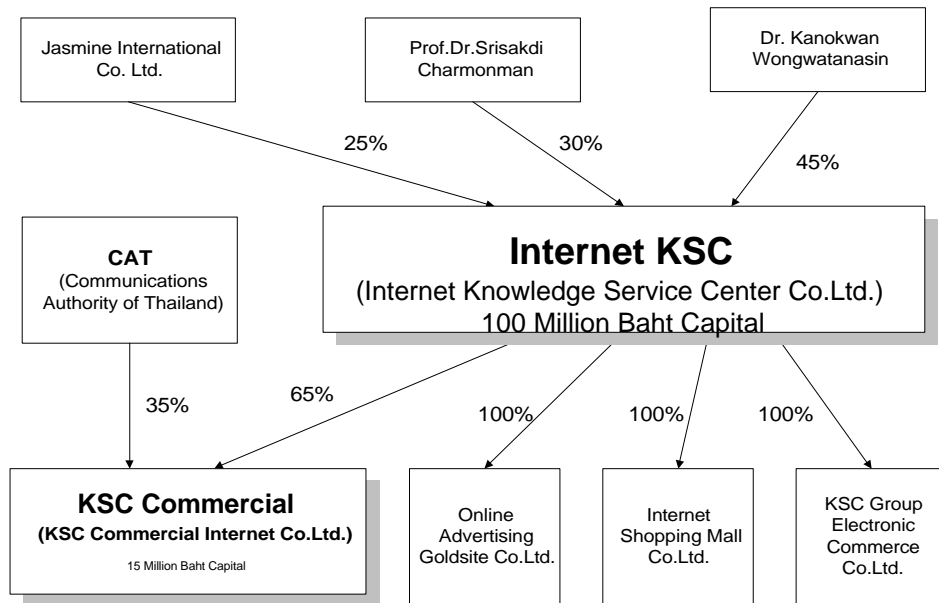 Jasmine International
Co. Ltd.
Prof.Dr.Srisakdi
Charmonman
Dr. Kanokwan
Wongwatanasin
25%
30%
45%
CAT
(Communications
Authority of Thailand)
Internet KSC
(Internet Knowledge Service Center Co.Ltd.)
100 Million Baht Capital
35%
65%
100%
100%
100%
KSC Commercial
(KSC Commercial Internet Co.Ltd.)
15 Million Baht Capital
Online
Advertising
Goldsite Co.Ltd.
Internet
Shopping Mall
Co.Ltd.
KSC Group
Electronic
Commerce
Co.Ltd.